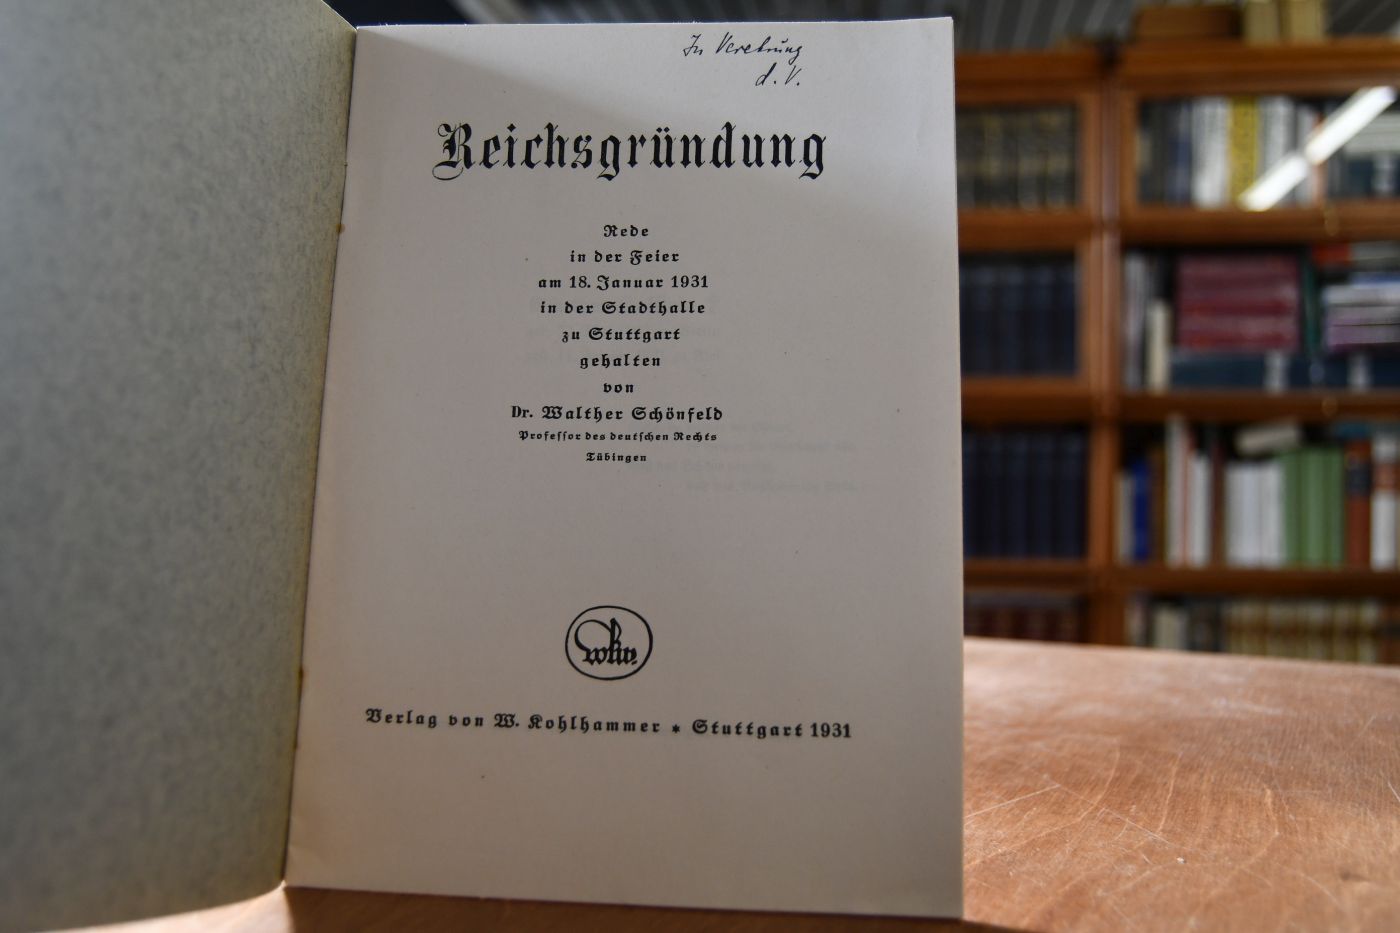 In Verehrung
d. V.
Reichsgründung
Rede
in der Feier
am 18. Januar 1931
in der Stadthalle
zu Stuttgart
gehalten
von
Dr. Walther Schönfeld
Professor des deutschen Rechts
Tübingen
wkw.
Verlag von W. Kohlhammer * Stuttgart 1931